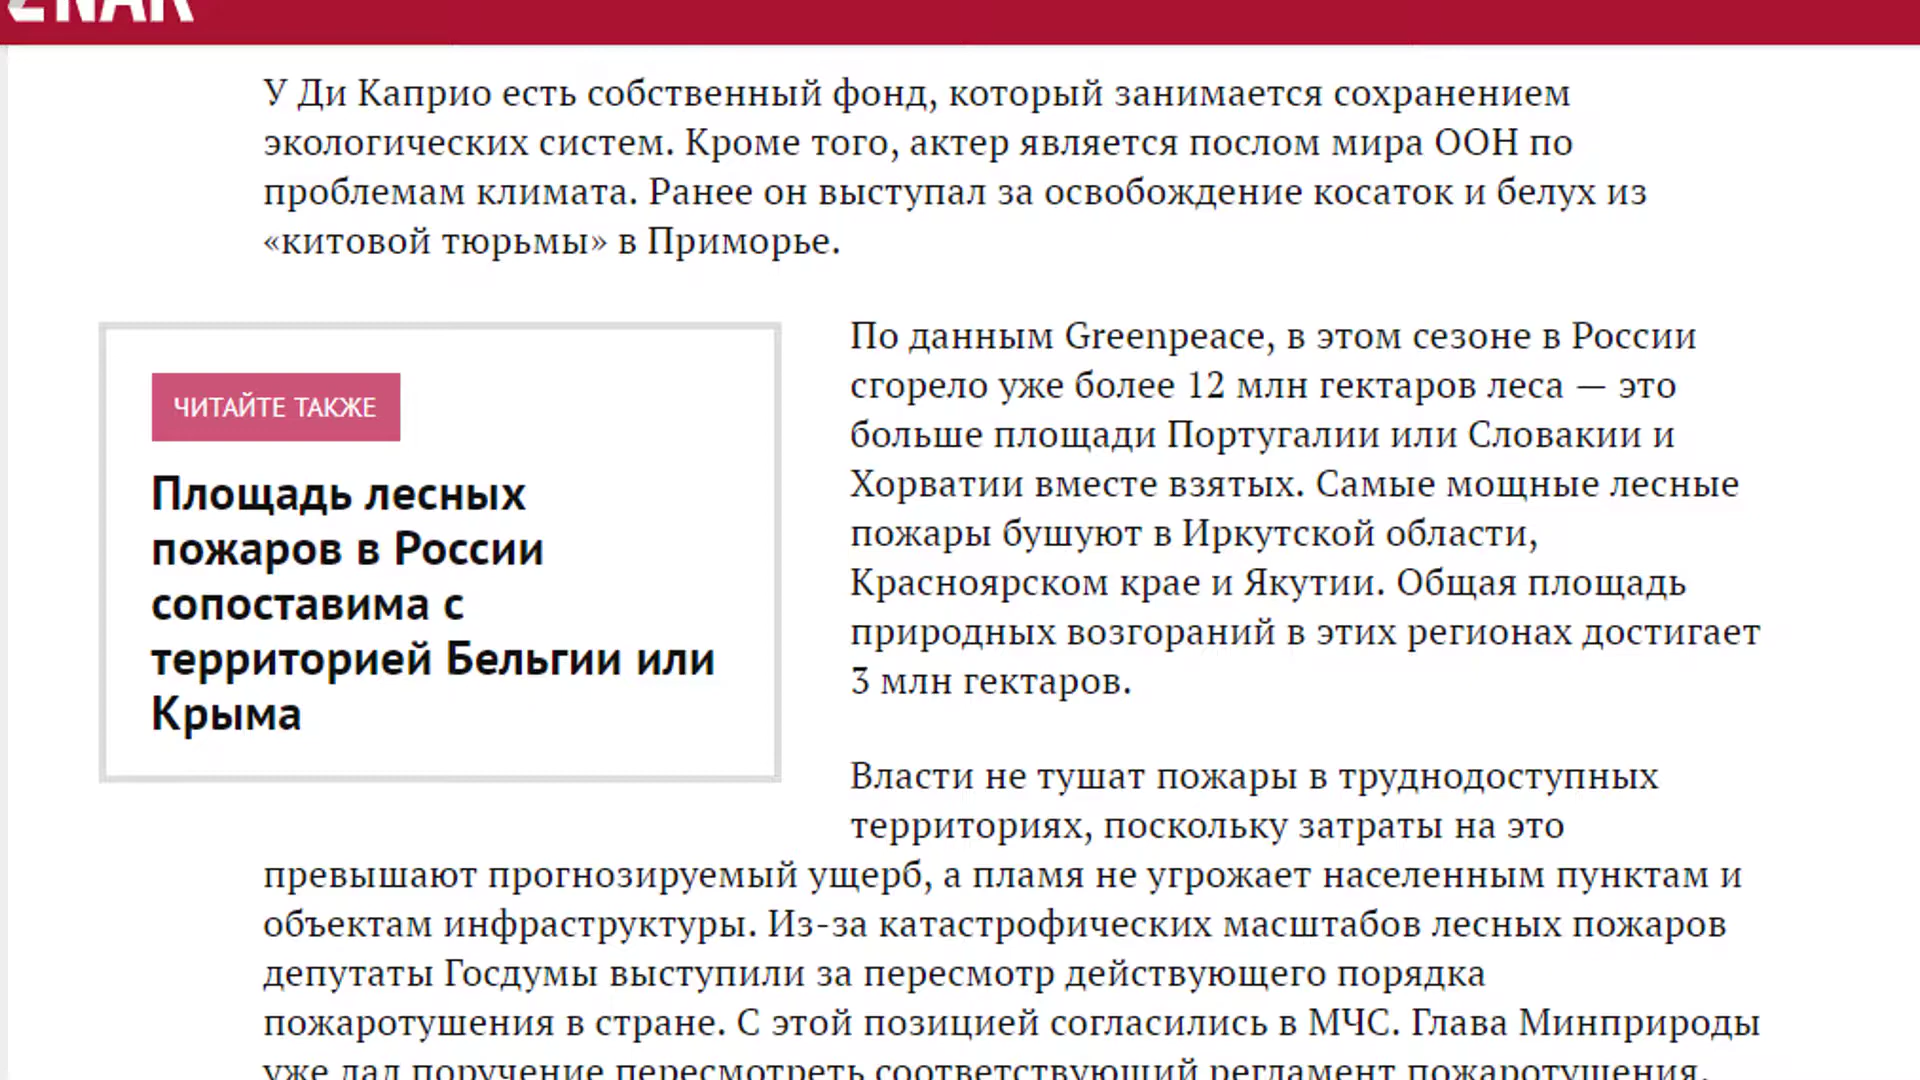 ZNAK
У Ди Каприо есть собственный фонд, который занимается сохранением
экологических систем. Кроме того, актер является послом мира ООН по
проблемам климата. Ранее он выступал за освобождение косаток и белух из
«китовой тюрьмы» в Приморье.
ЧИТАЙТЕ ТАКЖЕ
Площадь лесных
пожаров в России
сопоставима с
территорией Бельгии или
Крыма
По данным Greenpeace, в этом сезоне в России
сгорело уже более 12 млн гектаров леса — это
больше площади Португалии или Словакии и
Хорватии вместе взятых. Самые мощные лесные
пожары бушуют в Иркутской области,
Красноярском крае и Якутии. Общая площадь
природных возгораний в этих регионах достигает
3 млн гектаров.
Власти не тушат пожары в труднодоступных
территориях, поскольку затраты на это
превышают прогнозируемый ущерб, а пламя не угрожает населенным пунктам и
объектам инфраструктуры. Из-за катастрофических масштабов лесных пожаров
депутаты Госдумы выступили за пересмотр действующего порядка
пожаротушения в стране. С этой позицией согласились в МЧС. Глава Минприроды
уже дал поручение пересмотреть соответствующий регламент пожаротушения.